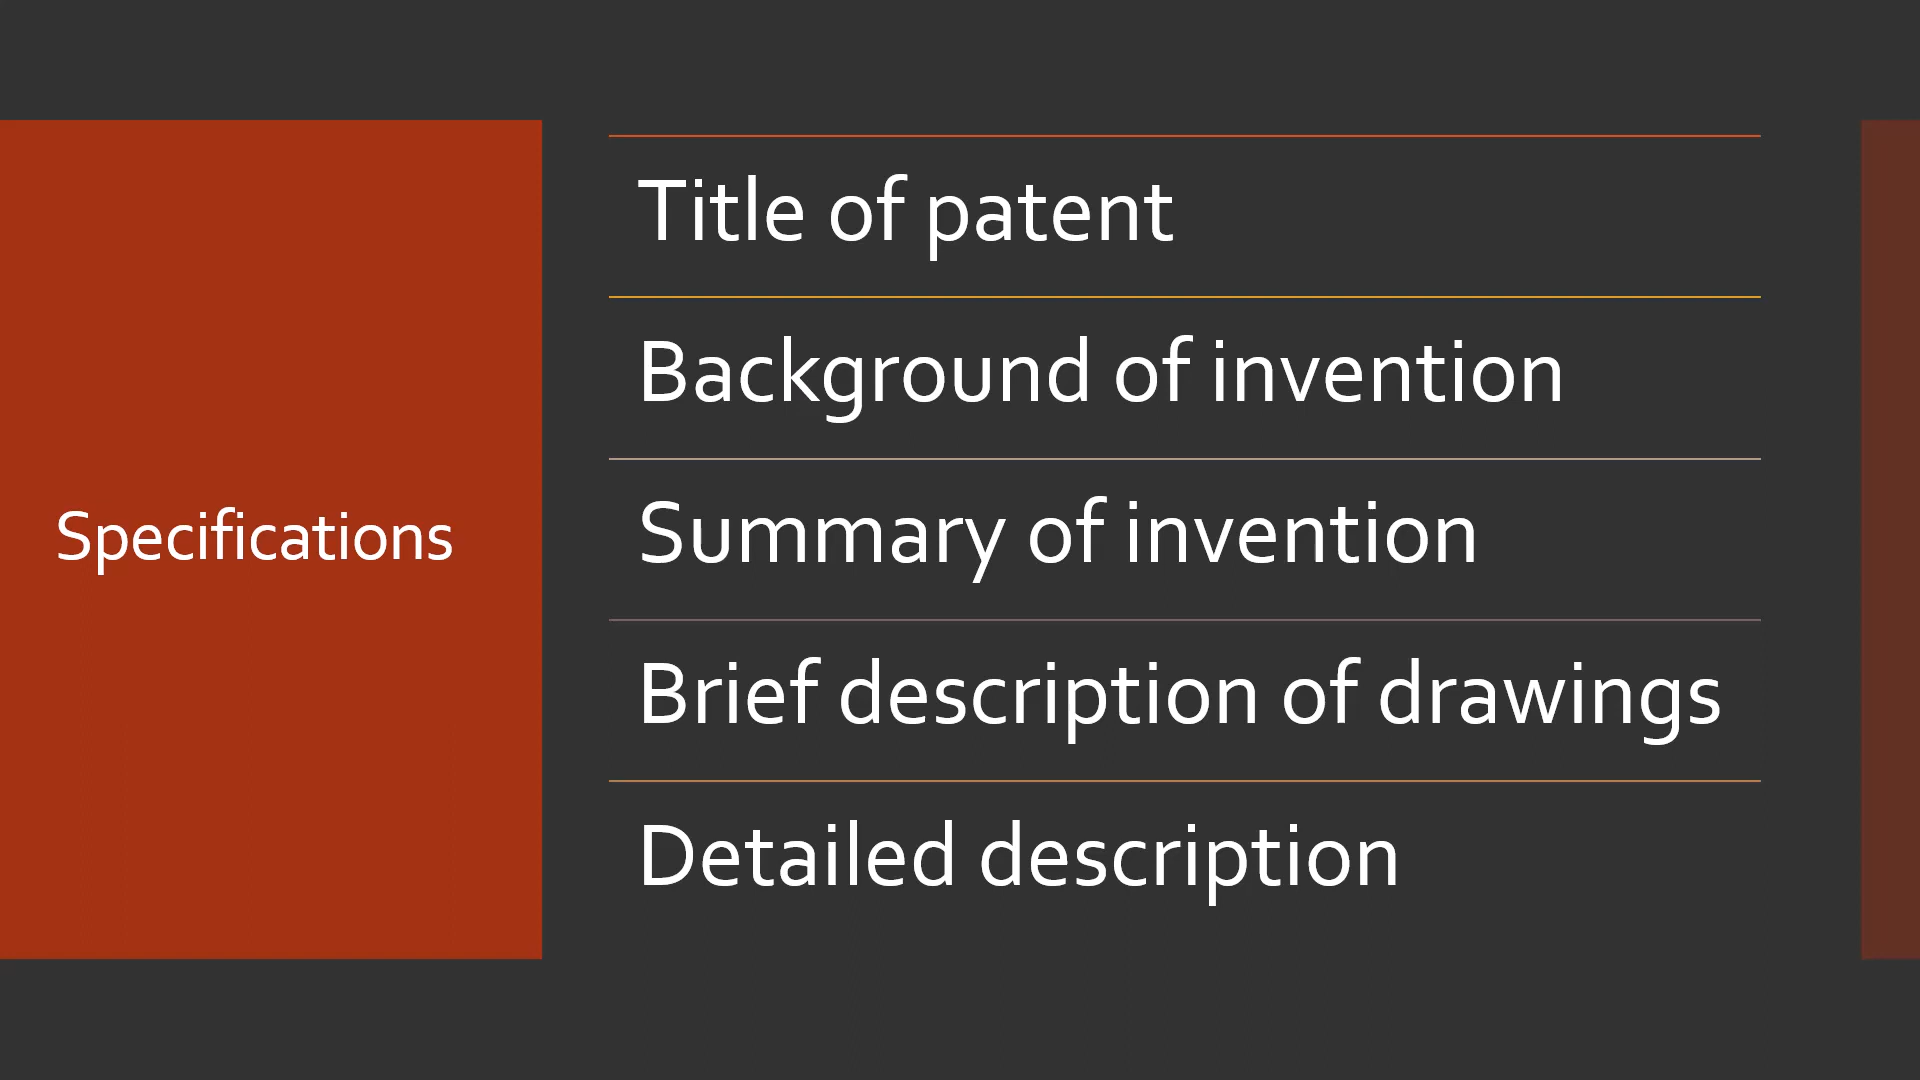 Specifications
Title of patent
Background of invention
Summary of invention
Brief description of drawings
Detailed description